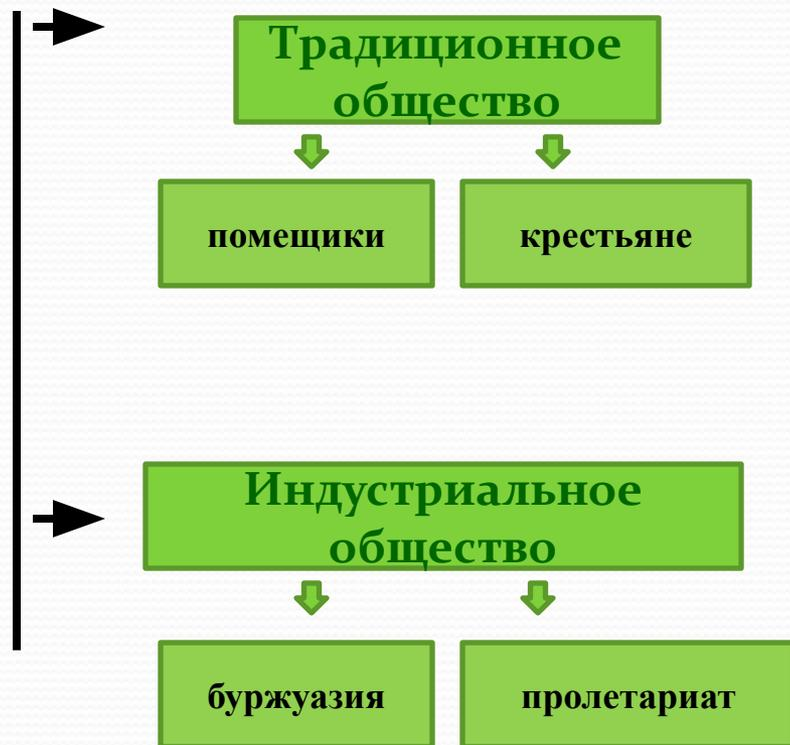 Традиционное
общество
помещики крестьяне
Индустриальное
общество
буржуазия пролетариат